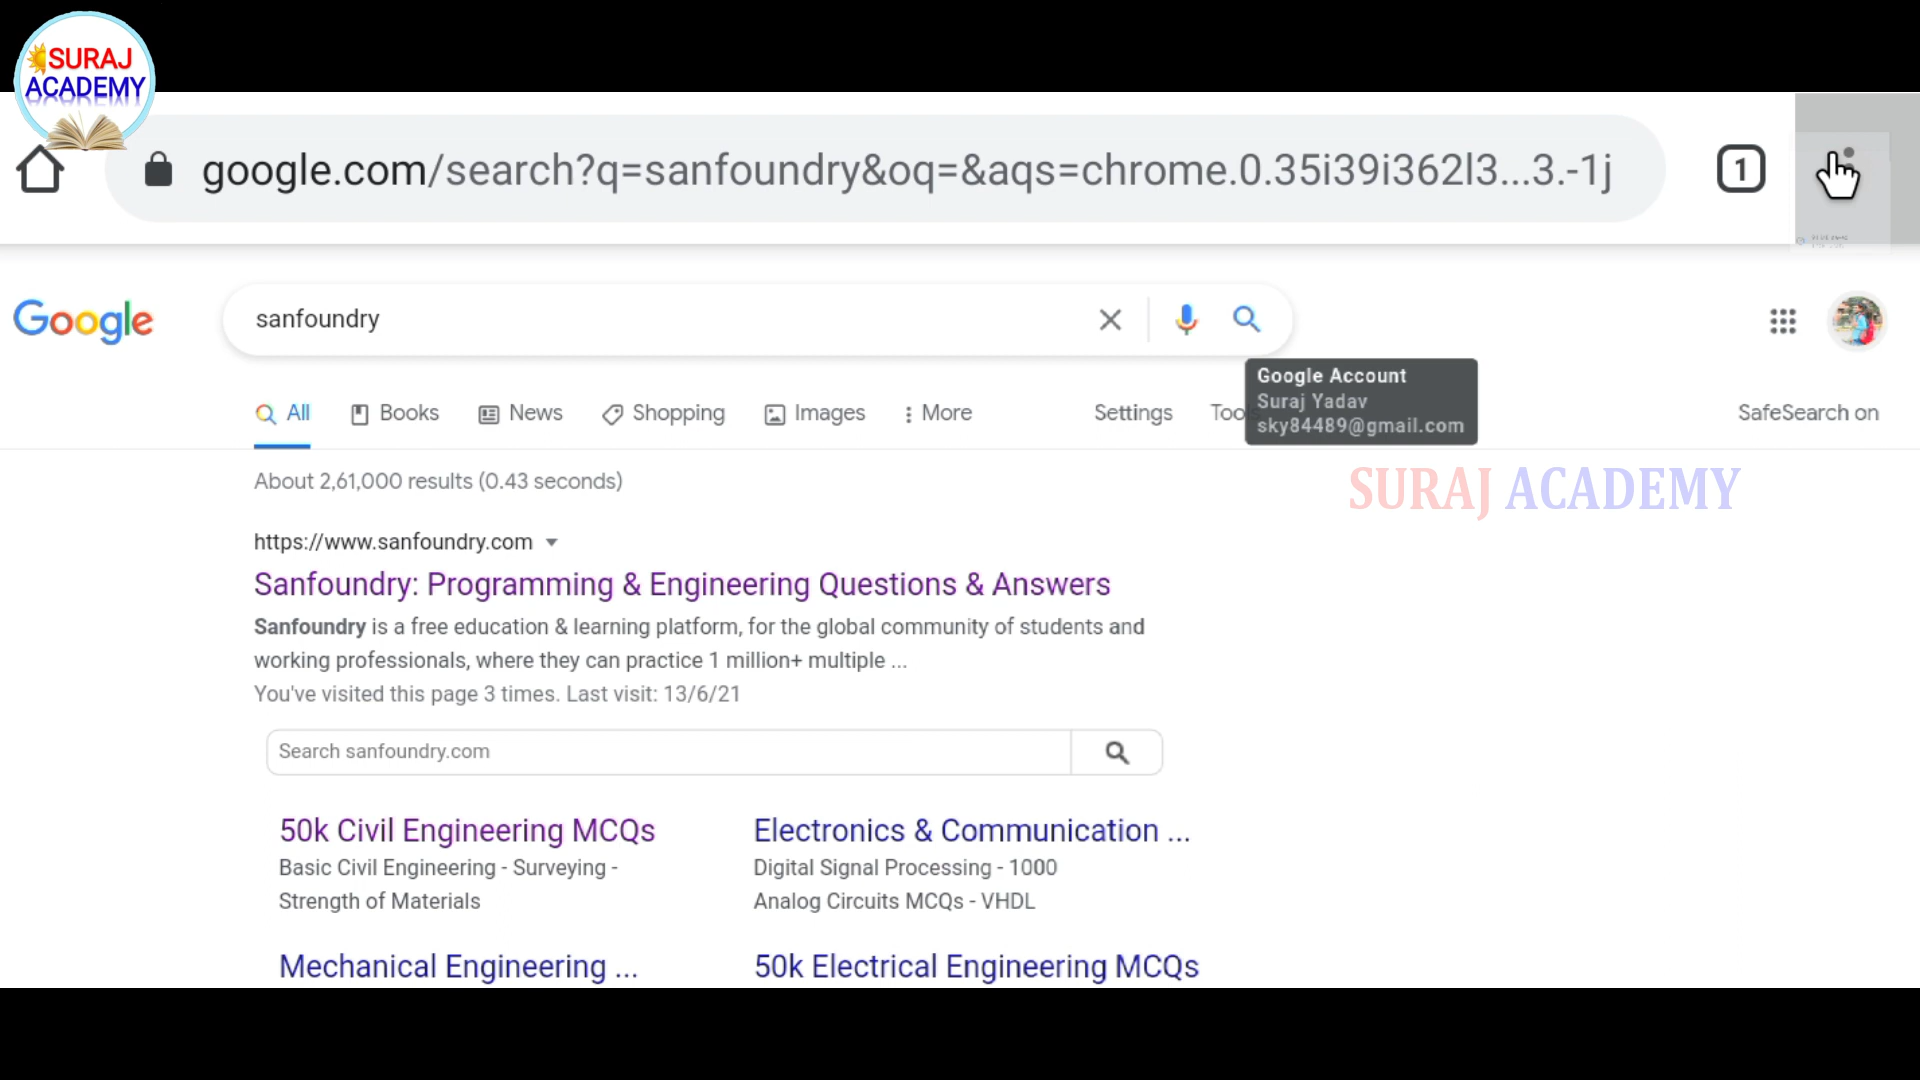 SURAJ
ACADEMY
google.com/search?q=sanfoundry&oq=&aqs=chrome.0.35i39i362l3...3.-1j
1
Google
sanfoundry
All
Books
News
Shopping
Images
More
Settings
Tools
SafeSearch on
Google Account
Suraj Yadav
sky84489@gmail.com
About 2,61,000 results (0.43 seconds)
SURAJ ACADEMY
https://www.sanfoundry.com
Sanfoundry: Programming & Engineering Questions & Answers
Sanfoundry is a free education & learning platform, for the global community of students and
working professionals, where they can practice 1 million+ multiple ...
You've visited this page 3 times. Last visit: 13/6/21
Search sanfoundry.com
50k Civil Engineering MCQs
Basic Civil Engineering - Surveying -
Strength of Materials
Electronics & Communication ...
Digital Signal Processing - 1000
Analog Circuits MCQs - VHDL
Mechanical Engineering ...
50k Electrical Engineering MCQs